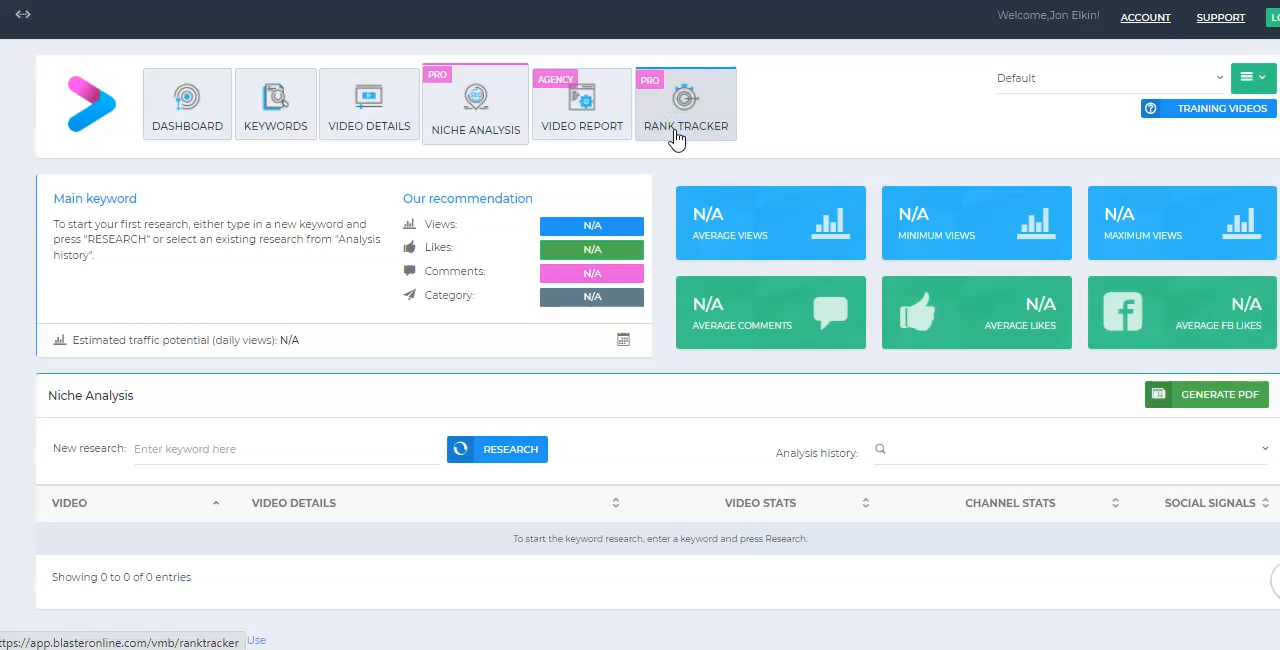 Welcome,Jon Elkin!
ACCOUNT
SUPPORT
PRO
AGENCY
PRO
DASHBOARD
KEYWORDS
VIDEO DETAILS
NICHE ANALYSIS
VIDEO REPORT
RANK TRACKER
Default
TRAINING VIDEOS
Main keyword
To start your first research, either type in a new keyword and
press "RESEARCH" or select an existing research from "Analysis
history".
Our recommendation
Views: N/A
Likes: N/A
Comments: N/A
Category: N/A
Estimated traffic potential (daily views): N/A
N/A
AVERAGE VIEWS
N/A
MINIMUM VIEWS
N/A
MAXIMUM VIEWS
N/A
AVERAGE COMMENTS
N/A
AVERAGE LIKES
N/A
AVERAGE FB LIKES
Niche Analysis
GENERATE PDF
New research: Enter keyword here
RESEARCH
Analysis history:
VIDEO
VIDEO DETAILS
VIDEO STATS
CHANNEL STATS
SOCIAL SIGNALS
To start the keyword research, enter a keyword and press Research.
Showing 0 to 0 of 0 entries
ttps://app.blasteronline.com/vmb/ranktracker
Use